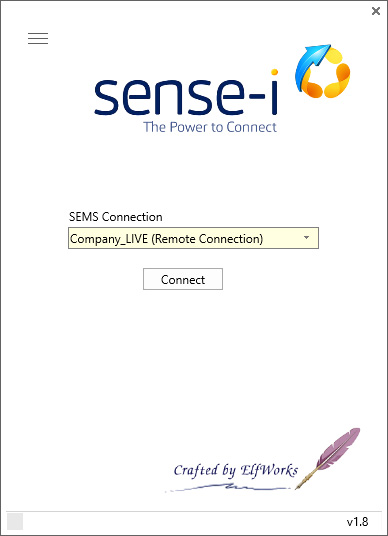 sense-i
The Power to Connect
SEMS Connection
Company_LIVE (Remote Connection)
Connect
Crafted by ElfWorks
v1.8